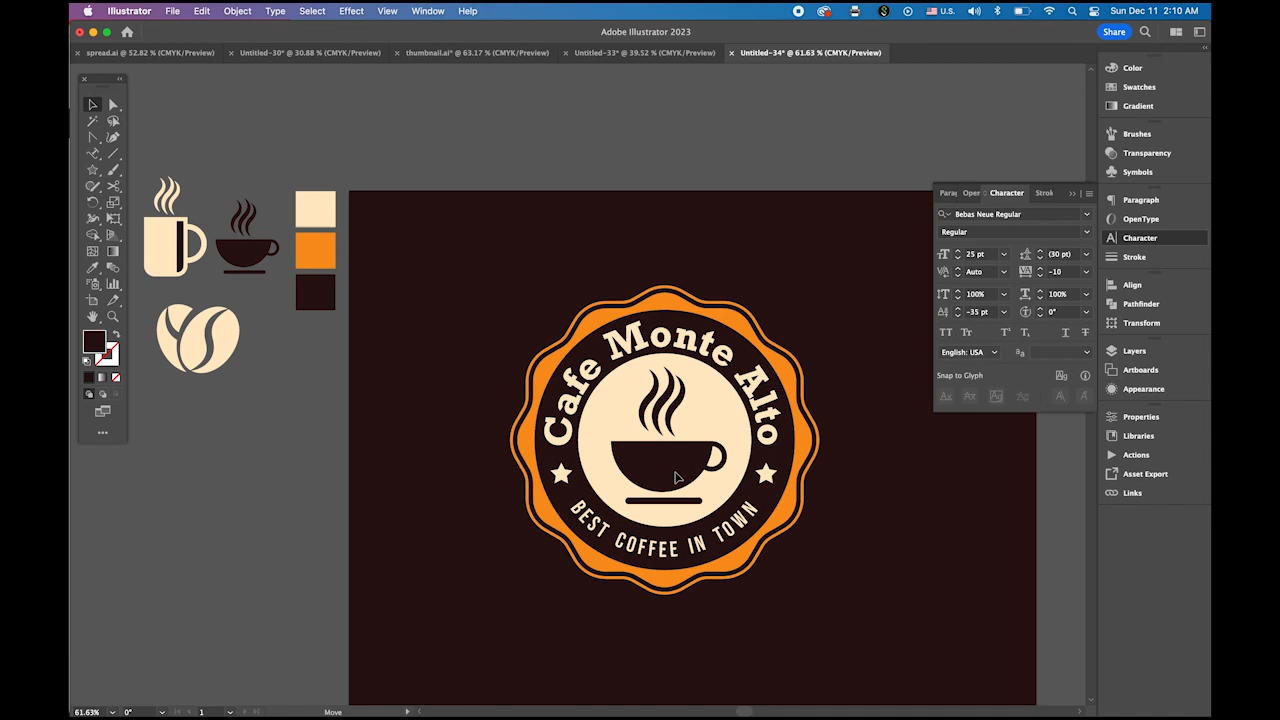 Illustrator File Edit Object Type Select Effect View Window Help
U.S.
Sun Dec 11 2:10 AM
Adobe Illustrator 2023
Share
spread.ai @ 52.82 % (CMYK/Preview)
Untitled-30* @ 30.88 % (CMYK/Preview)
thumbnail.ai* @ 63.17 % (CMYK/Preview)
Untitled-33* @ 39.52 % (CMYK/Preview)
Untitled-34* @ 61.63 % (CMYK/Preview)
Color
Swatches
Gradient
Brushes
Transparency
Symbols
Paragraph
OpenType
Character
Stroke
Align
Pathfinder
Transform
Layers
Artboards
Appearance
Properties
Libraries
Actions
Asset Export
Links
Para Oper Character Strok
Bebas Neue Regular
Regular
25 pt (30 pt)
Auto -10
100% 100%
-35 pt 0°
English: USA
Snap to Glyph
Cafe Monte Alto
BEST COFFEE IN TOWN
61.63% 0° 1 Move